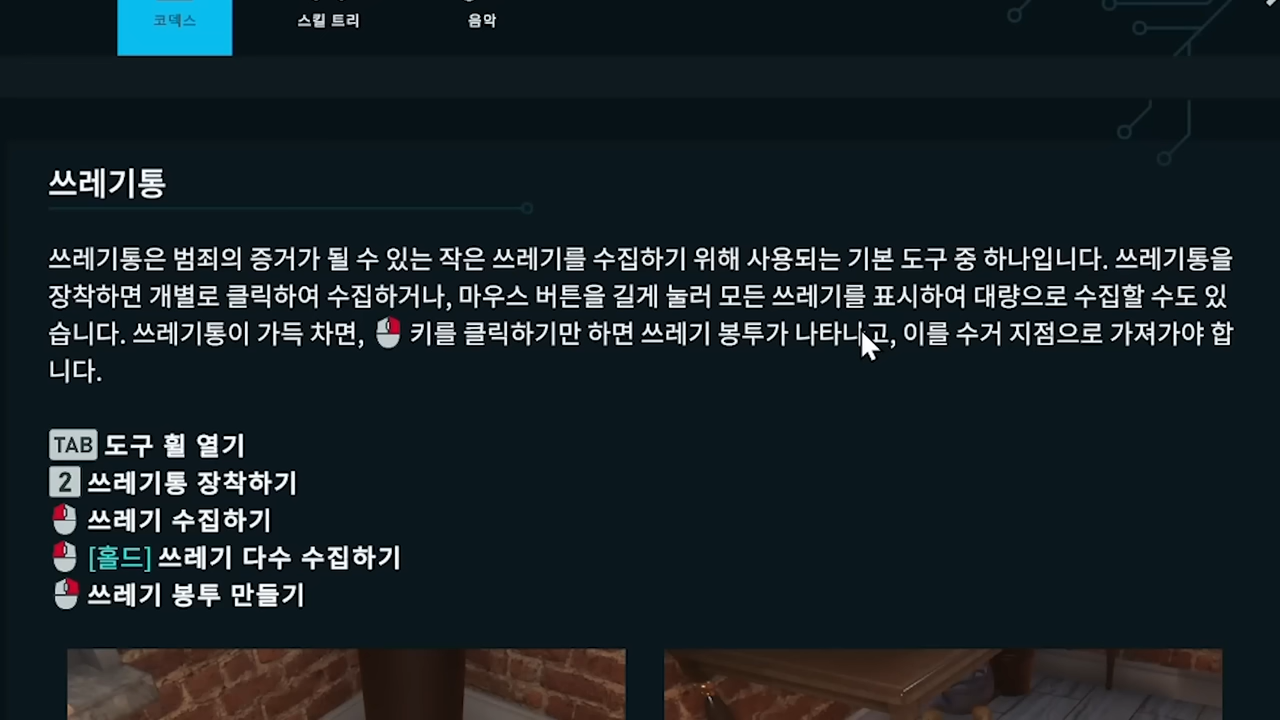 코덱스 스킬 트리 음악
쓰레기통
쓰레기통은 범죄의 증거가 될 수 있는 작은 쓰레기를 수집하기 위해 사용되는 기본 도구 중 하나입니다. 쓰레기통을
장착하면 개별로 클릭하여 수집하거나, 마우스 버튼을 길게 눌러 모든 쓰레기를 표시하여 대량으로 수집할 수도 있
습니다. 쓰레기통이 가득 차면, 키를 클릭하기만 하면 쓰레기 봉투가 나타나고, 이를 수거 지점으로 가져가야 합
니다.
TAB 도구 휠 열기
2 쓰레기통 장착하기
쓰레기 수집하기
[홀드] 쓰레기 다수 수집하기
쓰레기 봉투 만들기